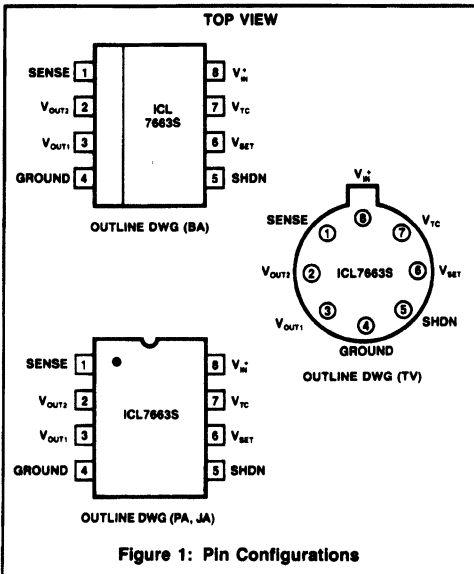 TOP VIEW
SENSE 1
8 V⁺IN
VOUT2 2
ICL
7663S
7 VTC
VOUT1 3
6 VSET
GROUND 4
5 SHDN
OUTLINE DWG (BA)
V⁺IN
SENSE
VTC
8
1
7
VOUT2
2
ICL7663S
6
VSET
3
5
VOUT1
4
SHDN
GROUND
OUTLINE DWG (TV)
SENSE 1
8 V⁺IN
VOUT2 2
7 VTC
ICL7663S
VOUT1 3
6 VSET
GROUND 4
5 SHDN
OUTLINE DWG (PA, JA)
Figure 1: Pin Configurations